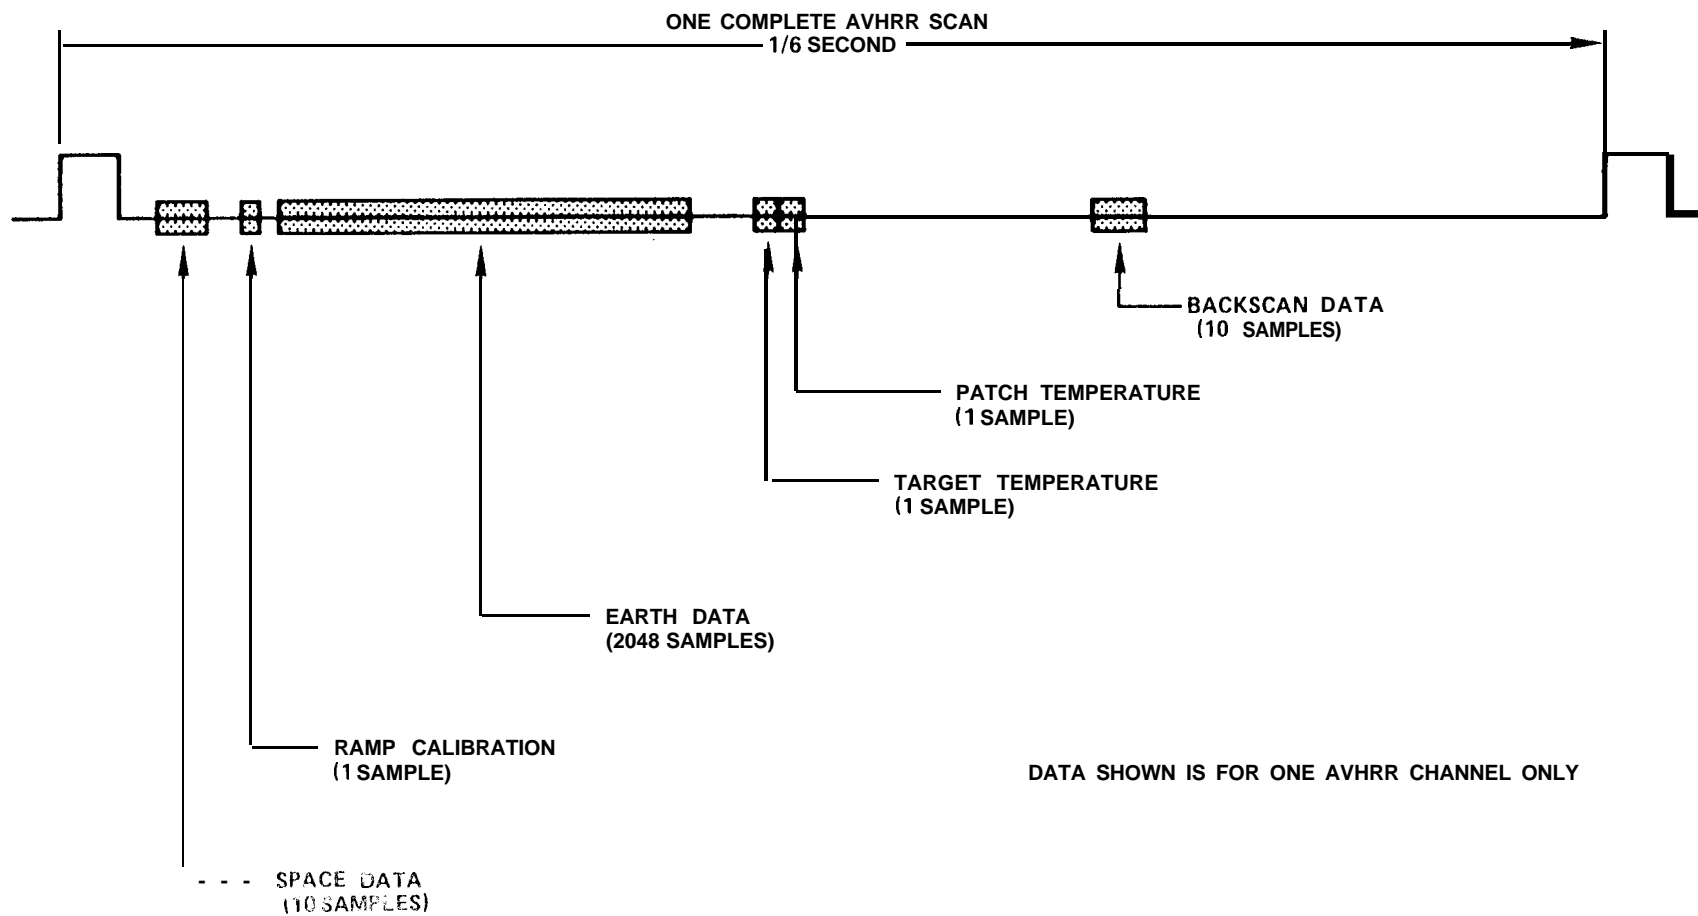 ONE COMPLETE AVHRR SCAN
1/6 SECOND
BACKSCAN DATA
(10 SAMPLES)
PATCH TEMPERATURE
(1 SAMPLE)
TARGET TEMPERATURE
(1 SAMPLE)
EARTH DATA
(2048 SAMPLES)
RAMP CALIBRATION
(1 SAMPLE)
DATA SHOWN IS FOR ONE AVHRR CHANNEL ONLY
- - - SPACE DATA
(10 SAMPLES)